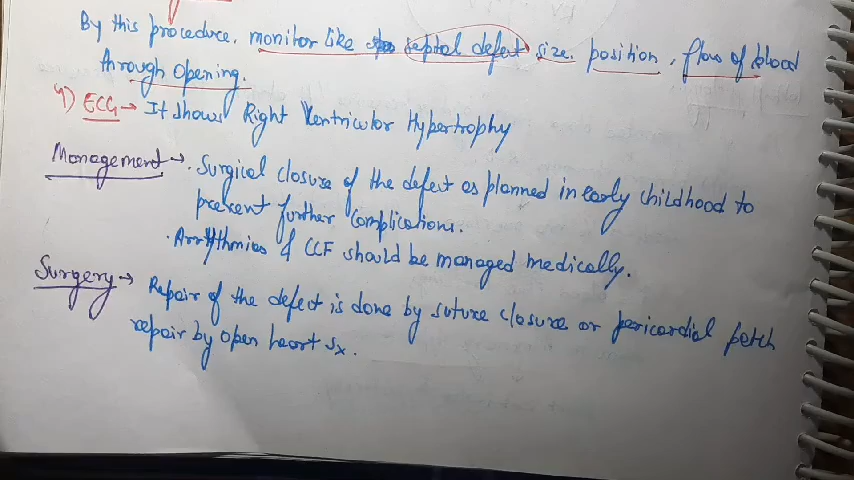 By this procedure, monitor like septal defect size, position, flow of blood
through opening.
4) ECG → It shows Right Ventricular Hypertrophy
Management → . Surgical closure of the defect as planned in early childhood to
prevent further complications.
. Arrythmias & CCF should be managed medically.
Surgery → Repair of the defect is done by suture closure or pericardial petch
repair by open heart Sx.